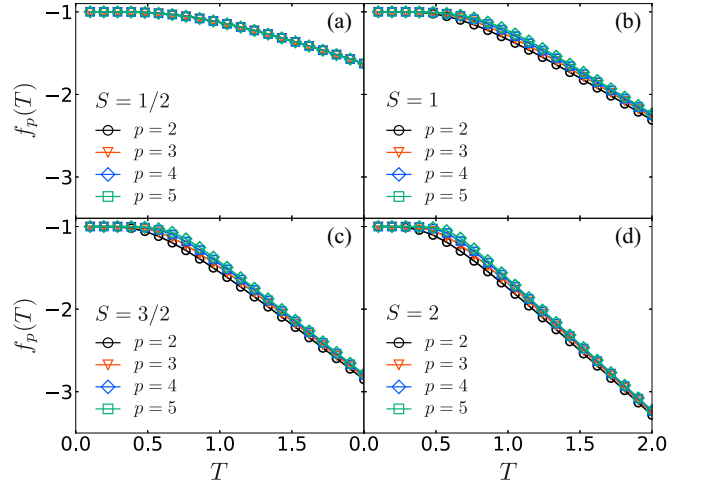 −1
(a)
(b)
f_p(T)
−2
S = 1/2
S = 1
p = 2
p = 2
p = 3
p = 3
−3
p = 4
p = 4
p = 5
p = 5
−1
(c)
(d)
f_p(T)
−2
S = 3/2
S = 2
p = 2
p = 2
p = 3
p = 3
−3
p = 4
p = 4
p = 5
p = 5
0.0 0.5 1.0 1.5 2.0 0.5 1.0 1.5 2.0
T T